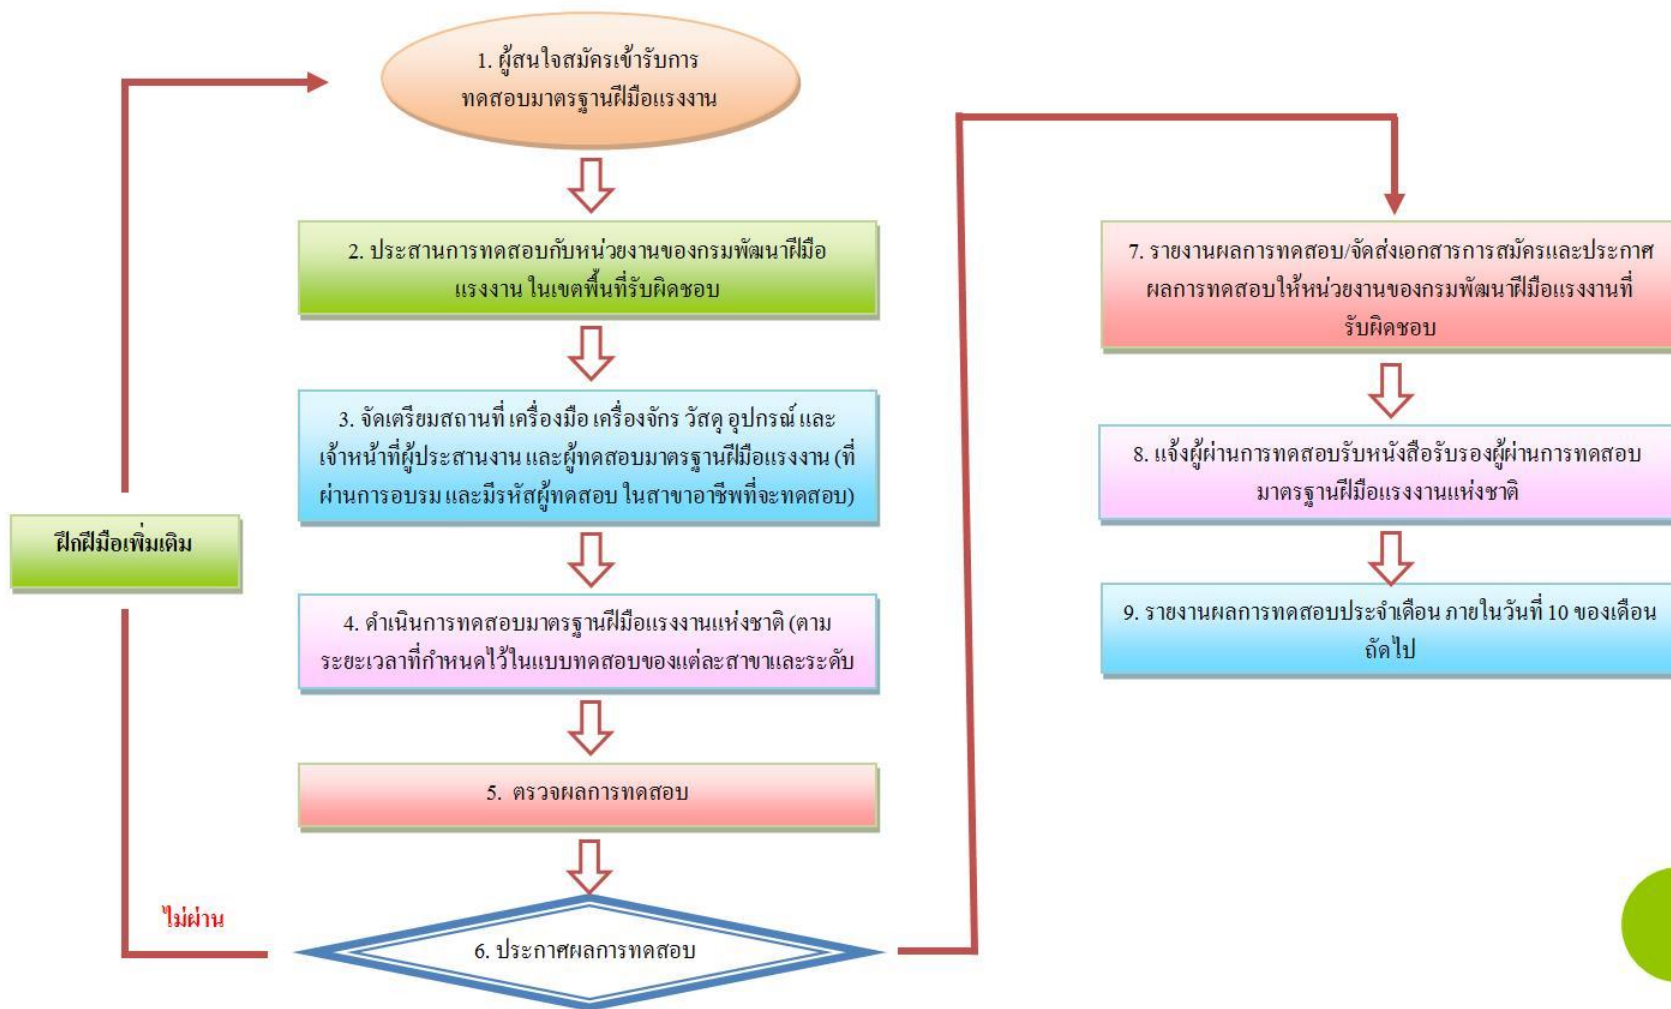 1. ผู้สนใจสมัครเข้ารับการ
ทดสอบมาตรฐานฝีมือแรงงาน
2. ประสานการทดสอบกับหน่วยงานของกรมพัฒนาฝีมือ
แรงงาน ในเขตพื้นที่รับผิดชอบ
3. จัดเตรียมสถานที่ เครื่องมือ เครื่องจักร วัสดุ อุปกรณ์ และ
เจ้าหน้าที่ผู้ประสานงาน และผู้ทดสอบมาตรฐานฝีมือแรงงาน (ที่
ผ่านการอบรม และมีรหัสผู้ทดสอบ ในสาขาอาชีพที่จะทดสอบ)
ฝึกฝีมือเพิ่มเติม
4. ดำเนินการทดสอบมาตรฐานฝีมือแรงงานแห่งชาติ (ตาม
ระยะเวลาที่กำหนดไว้ในแบบทดสอบของแต่ละสาขาและระดับ
5. ตรวจผลการทดสอบ
ไม่ผ่าน
6. ประกาศผลการทดสอบ
7. รายงานผลการทดสอบ/จัดส่งเอกสารการสมัครและประกาศ
ผลการทดสอบให้หน่วยงานของกรมพัฒนาฝีมือแรงงานที่
รับผิดชอบ
8. แจ้งผู้ผ่านการทดสอบรับหนังสือรับรองผู้ผ่านการทดสอบ
มาตรฐานฝีมือแรงงานแห่งชาติ
9. รายงานผลการทดสอบประจำเดือน ภายในวันที่ 10 ของเดือน
ถัดไป